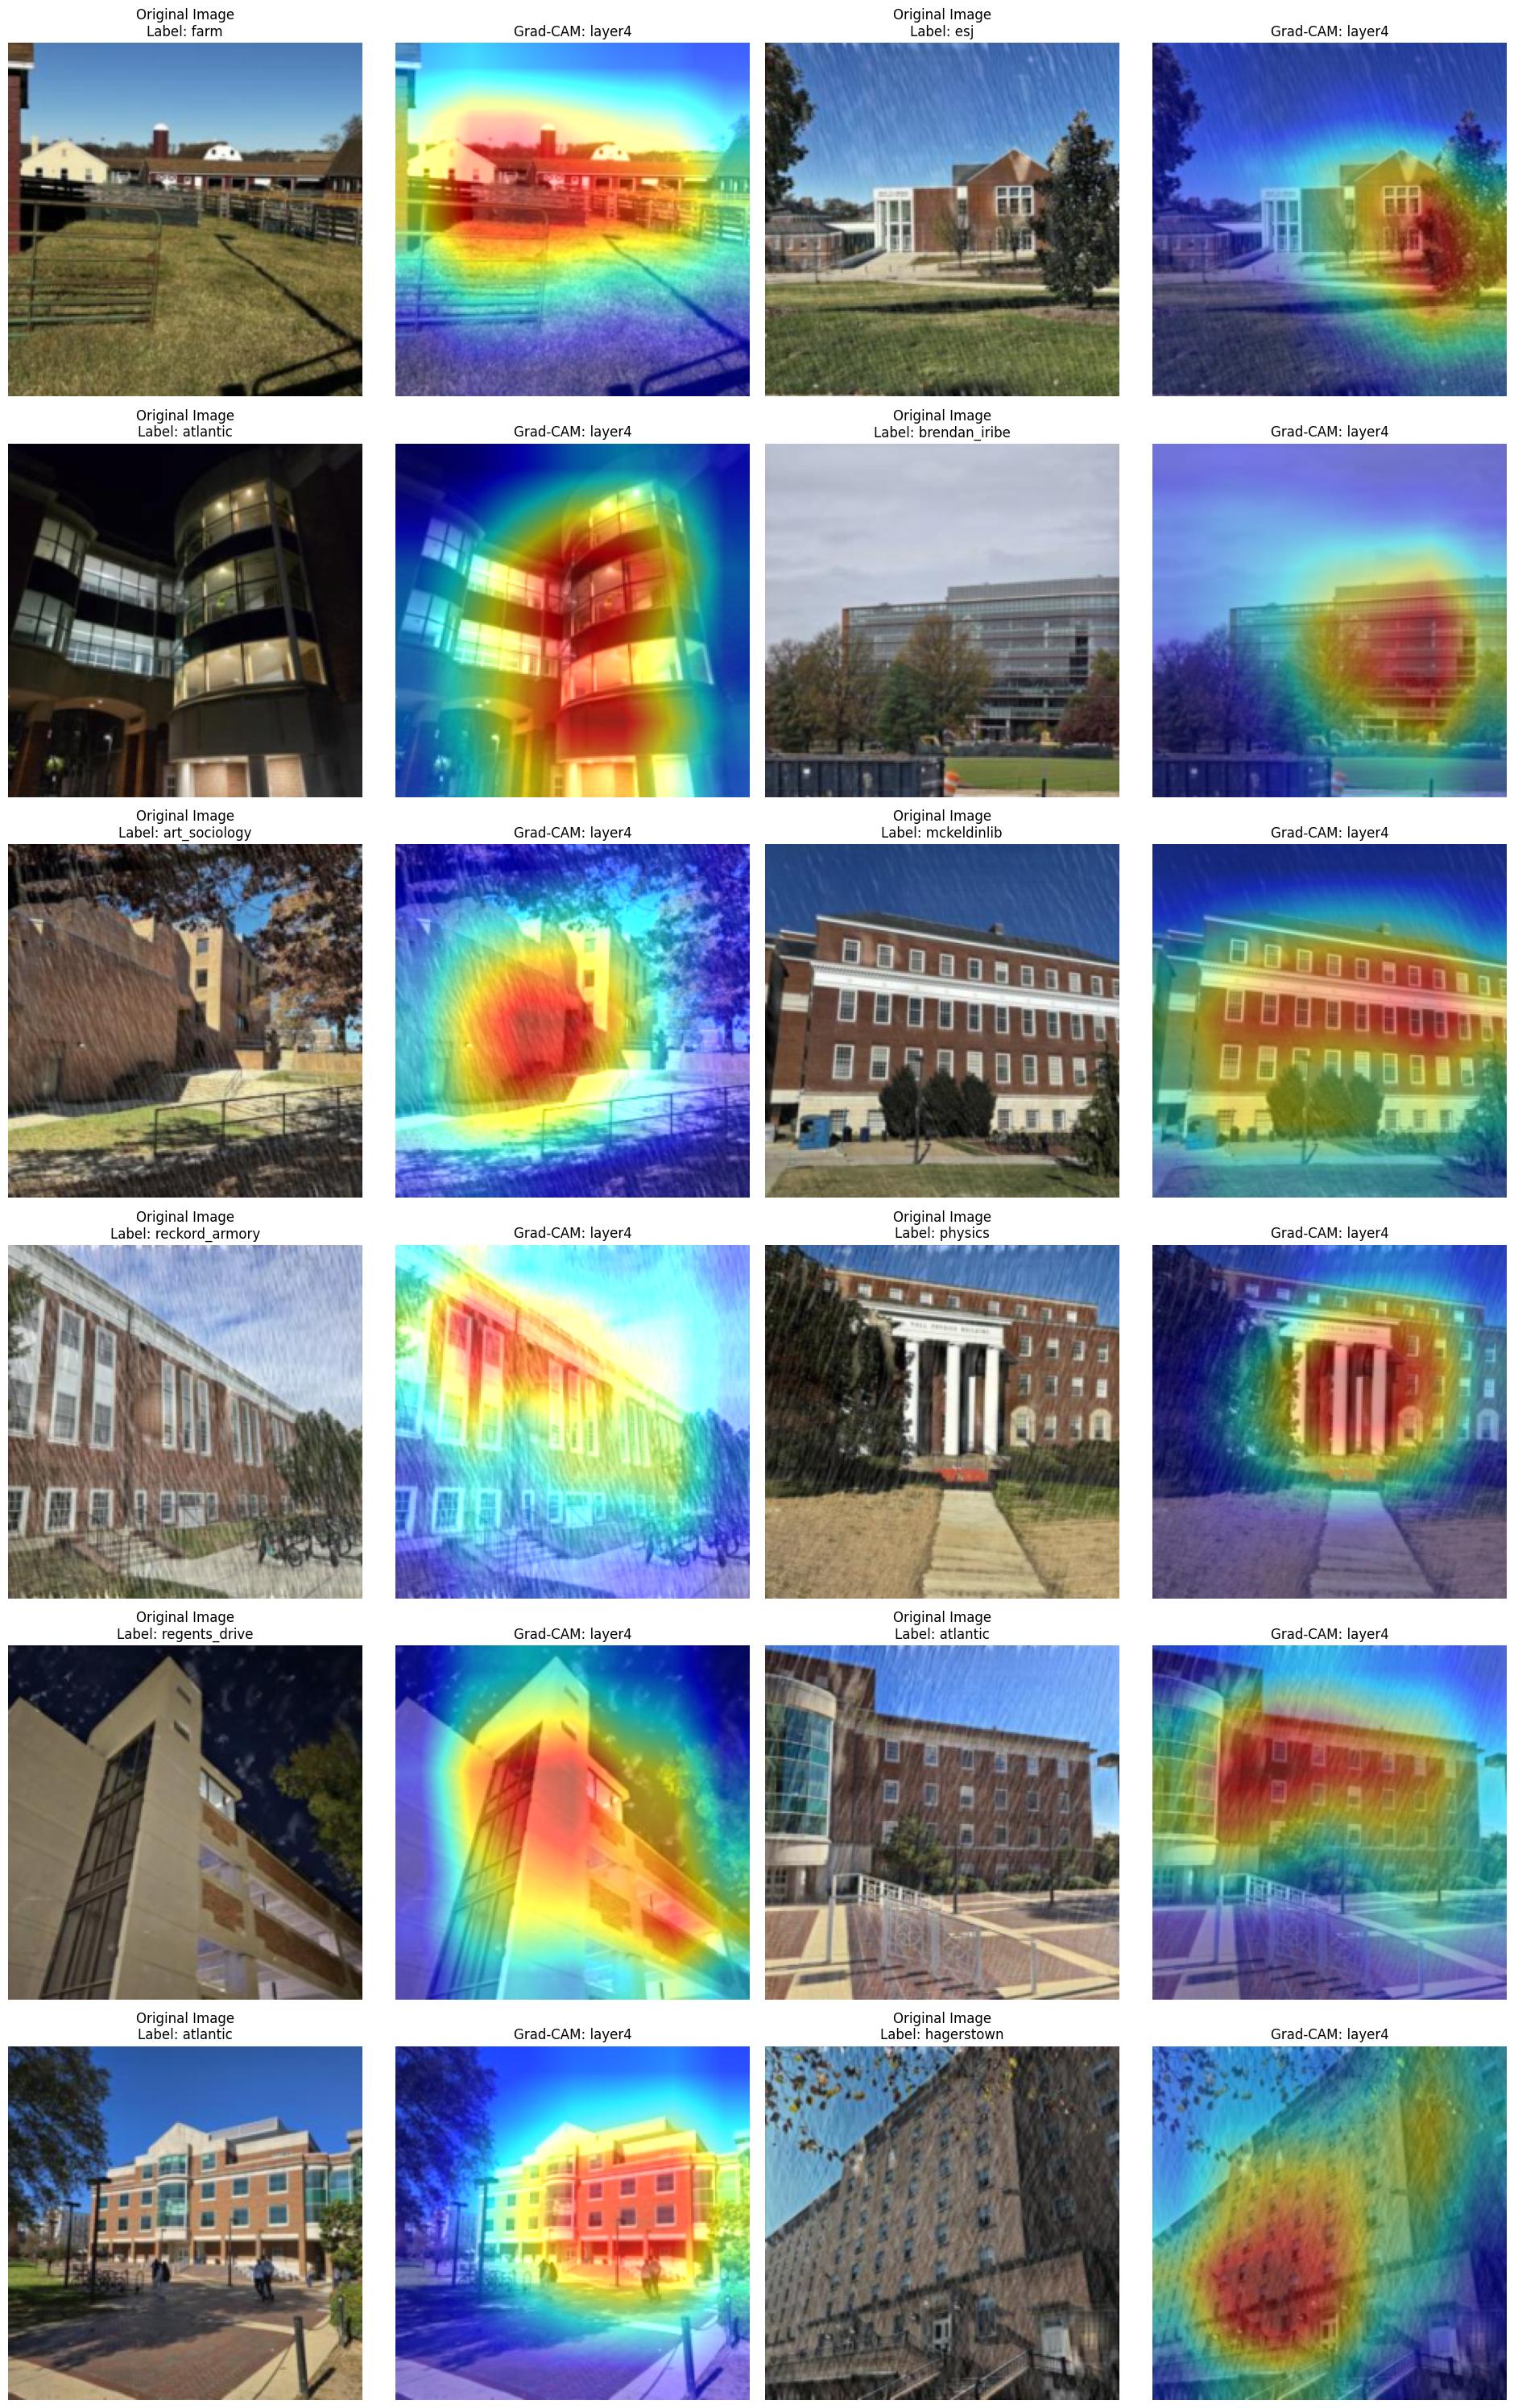 Original Image
Label: farm
Grad-CAM: layer4
Original Image
Label: esj
Grad-CAM: layer4
Original Image
Label: atlantic
Grad-CAM: layer4
Original Image
Label: brendan_iribe
Grad-CAM: layer4
Original Image
Label: art_sociology
Grad-CAM: layer4
Original Image
Label: mckeldinlib
Grad-CAM: layer4
Original Image
Label: reckord_armory
Grad-CAM: layer4
Original Image
Label: physics
Grad-CAM: layer4
Original Image
Label: regents_drive
Grad-CAM: layer4
Original Image
Label: atlantic
Grad-CAM: layer4
Original Image
Label: atlantic
Grad-CAM: layer4
Original Image
Label: hagerstown
Grad-CAM: layer4